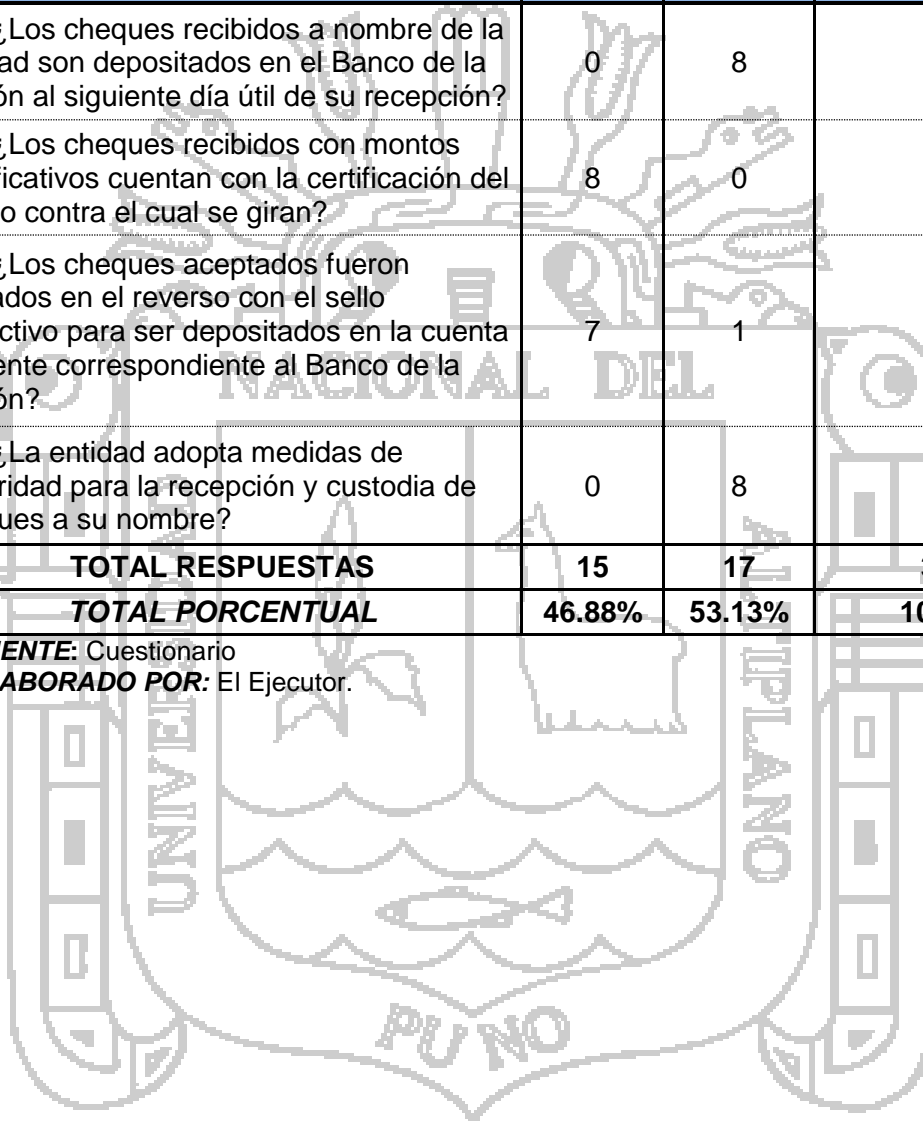 ¿Los cheques recibidos a nombre de la
ad son depositados en el Banco de la
ón al siguiente día útil de su recepción? 0 8
¿Los cheques recibidos con montos
ficativos cuentan con la certificación del
o contra el cual se giran? 8 0
¿Los cheques aceptados fueron
ados en el reverso con el sello
ctivo para ser depositados en la cuenta
ente correspondiente al Banco de la
ón? 7 1
¿La entidad adopta medidas de
ridad para la recepción y custodia de
ues a su nombre? 0 8
TOTAL RESPUESTAS 15 17
TOTAL PORCENTUAL 46.88% 53.13% 10
ENTE: Cuestionario
ABORADO POR: El Ejecutor.
UNIVERSIDAD
NACIONAL DEL
ALTIPLANO
PUNO